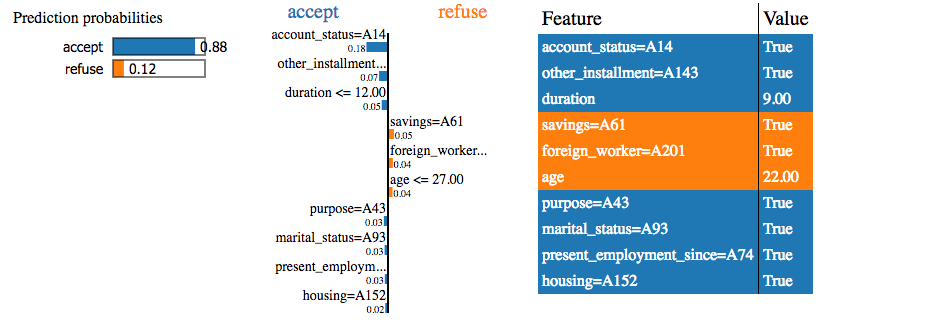 Prediction probabilities
accept 0.88
refuse 0.12
accept refuse
account_status=A14
0.18
other_installment...
0.07
duration <= 12.00
0.05
savings=A61
0.05
foreign_worker...
0.04
age <= 27.00
0.04
purpose=A43
0.03
marital_status=A93
0.03
present_employm...
0.03
housing=A152
0.02
Feature Value
account_status=A14 True
other_installment=A143 True
duration 9.00
savings=A61 True
foreign_worker=A201 True
age 22.00
purpose=A43 True
marital_status=A93 True
present_employment_since=A74 True
housing=A152 True